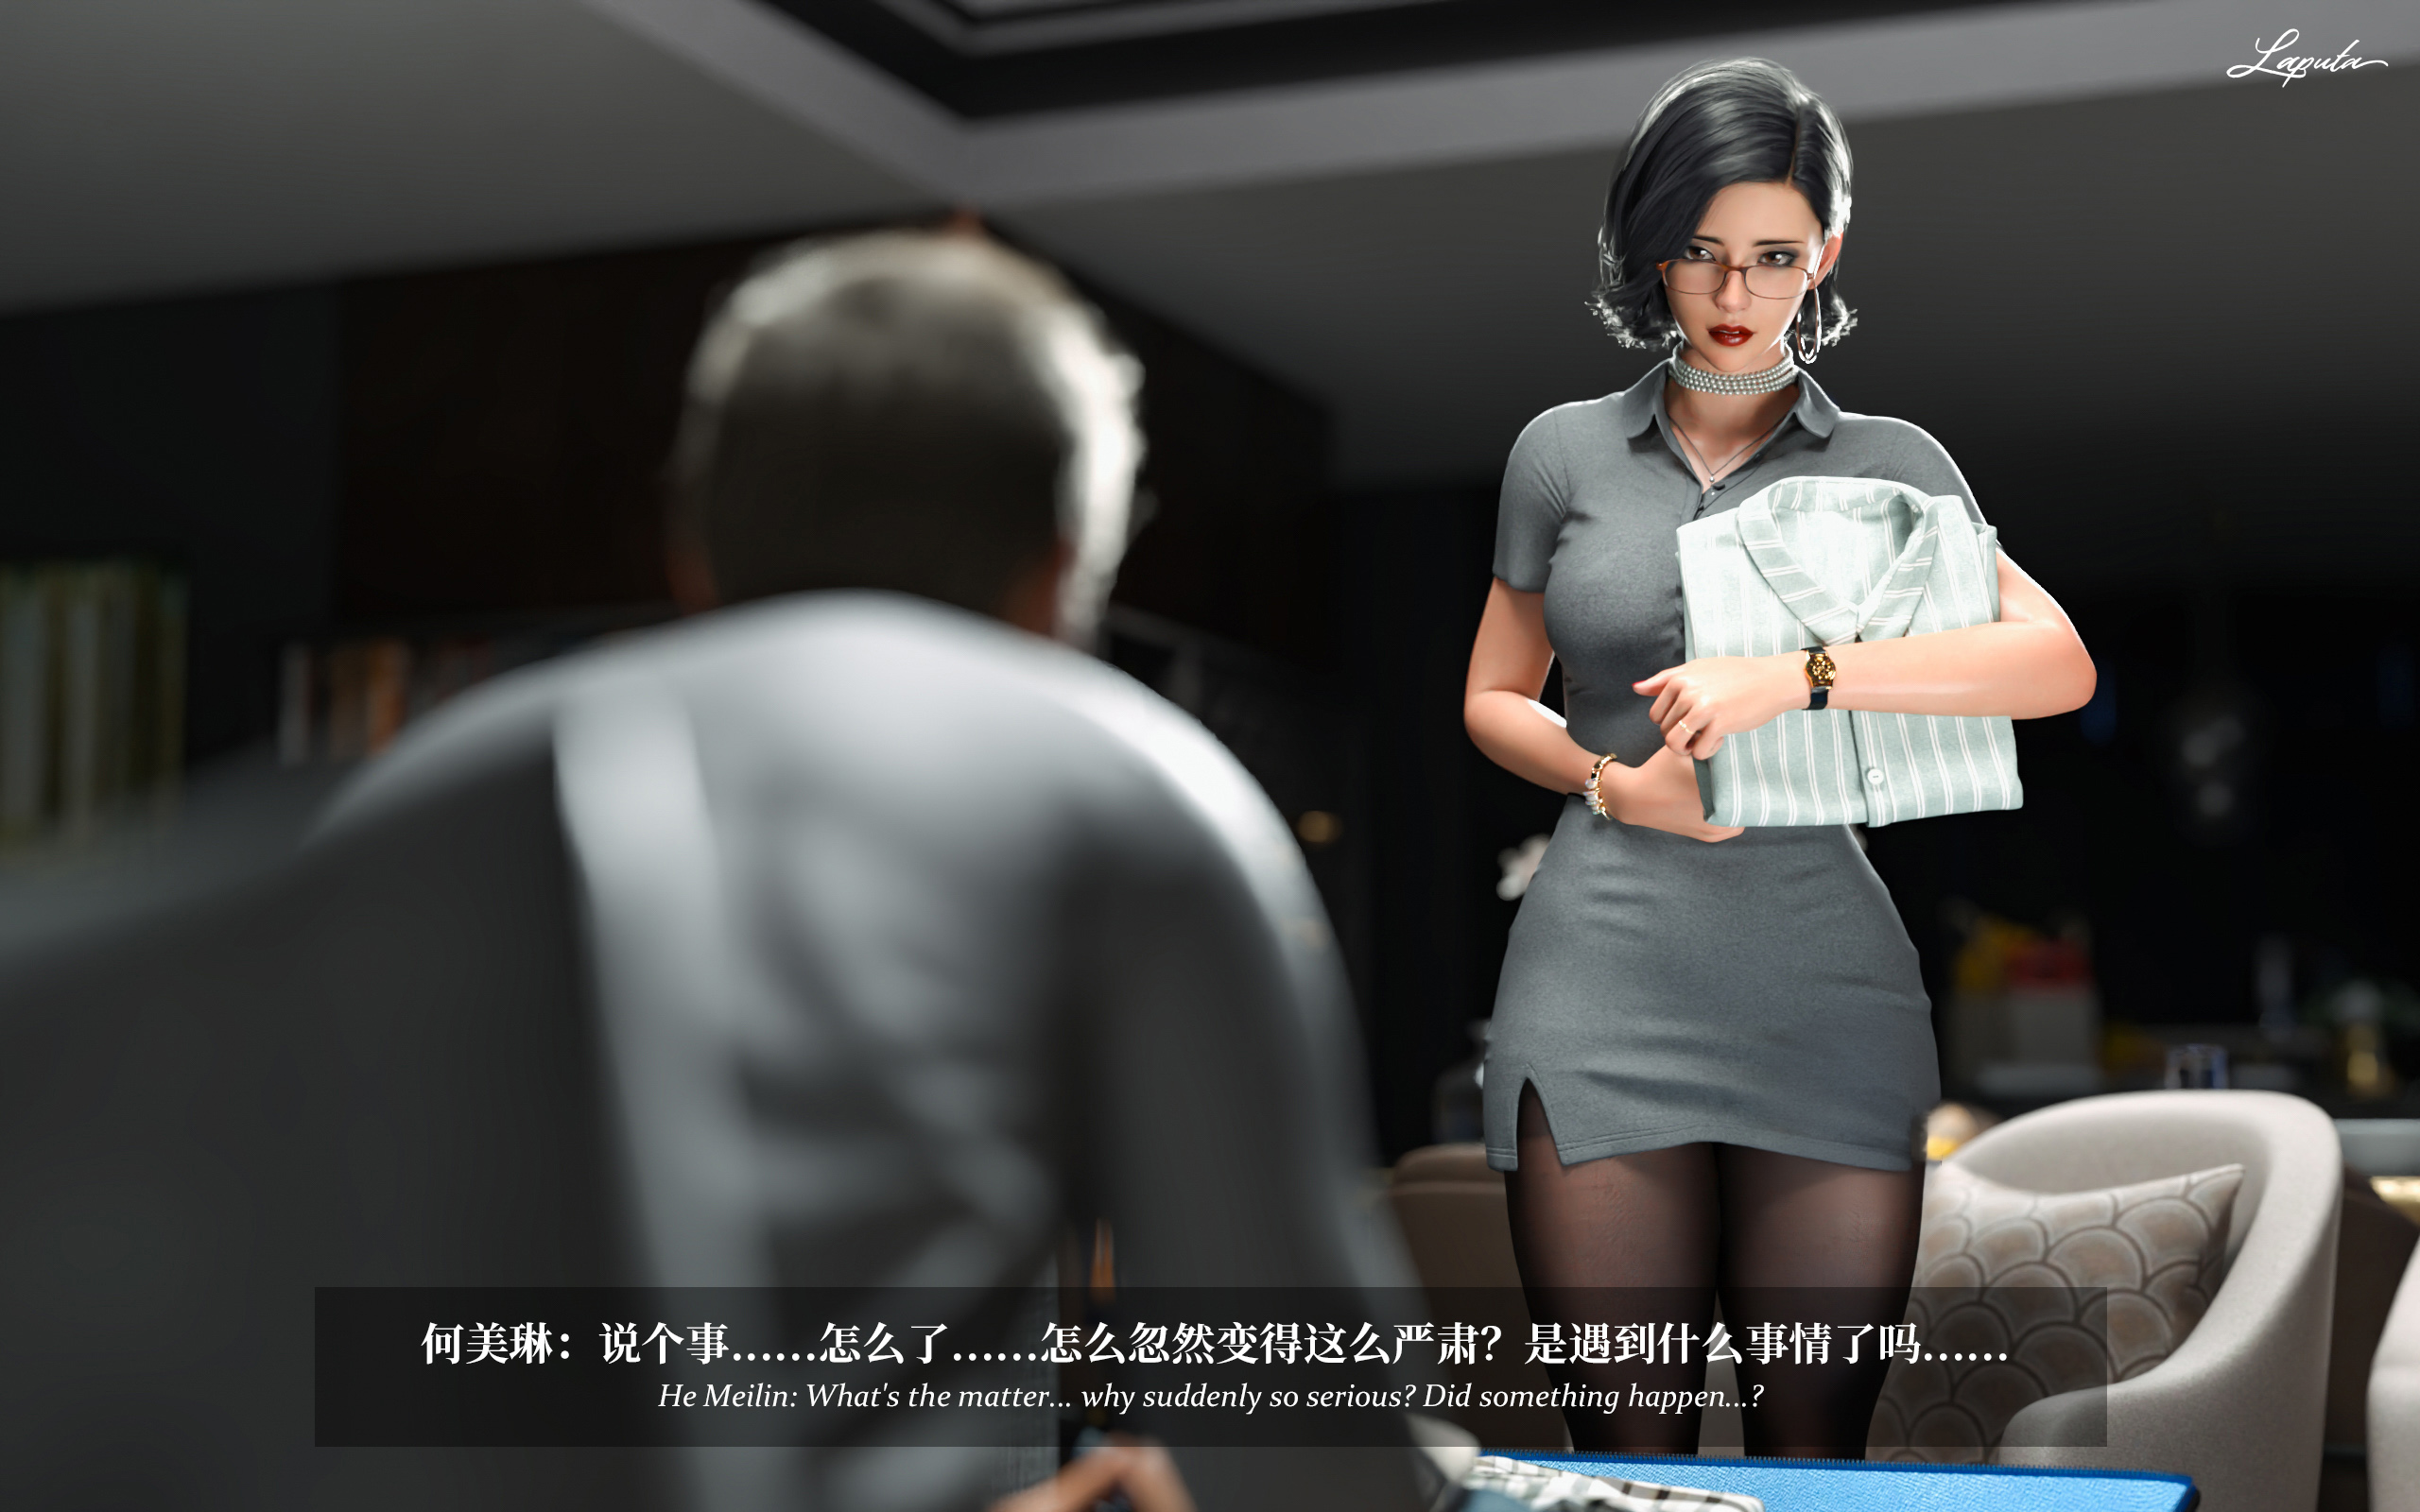 Laputa
何美琳：说个事……怎么了……怎么忽然变得这么严肃？是遇到什么事情了吗……
He Meilin: What's the matter... why suddenly so serious? Did something happen...?